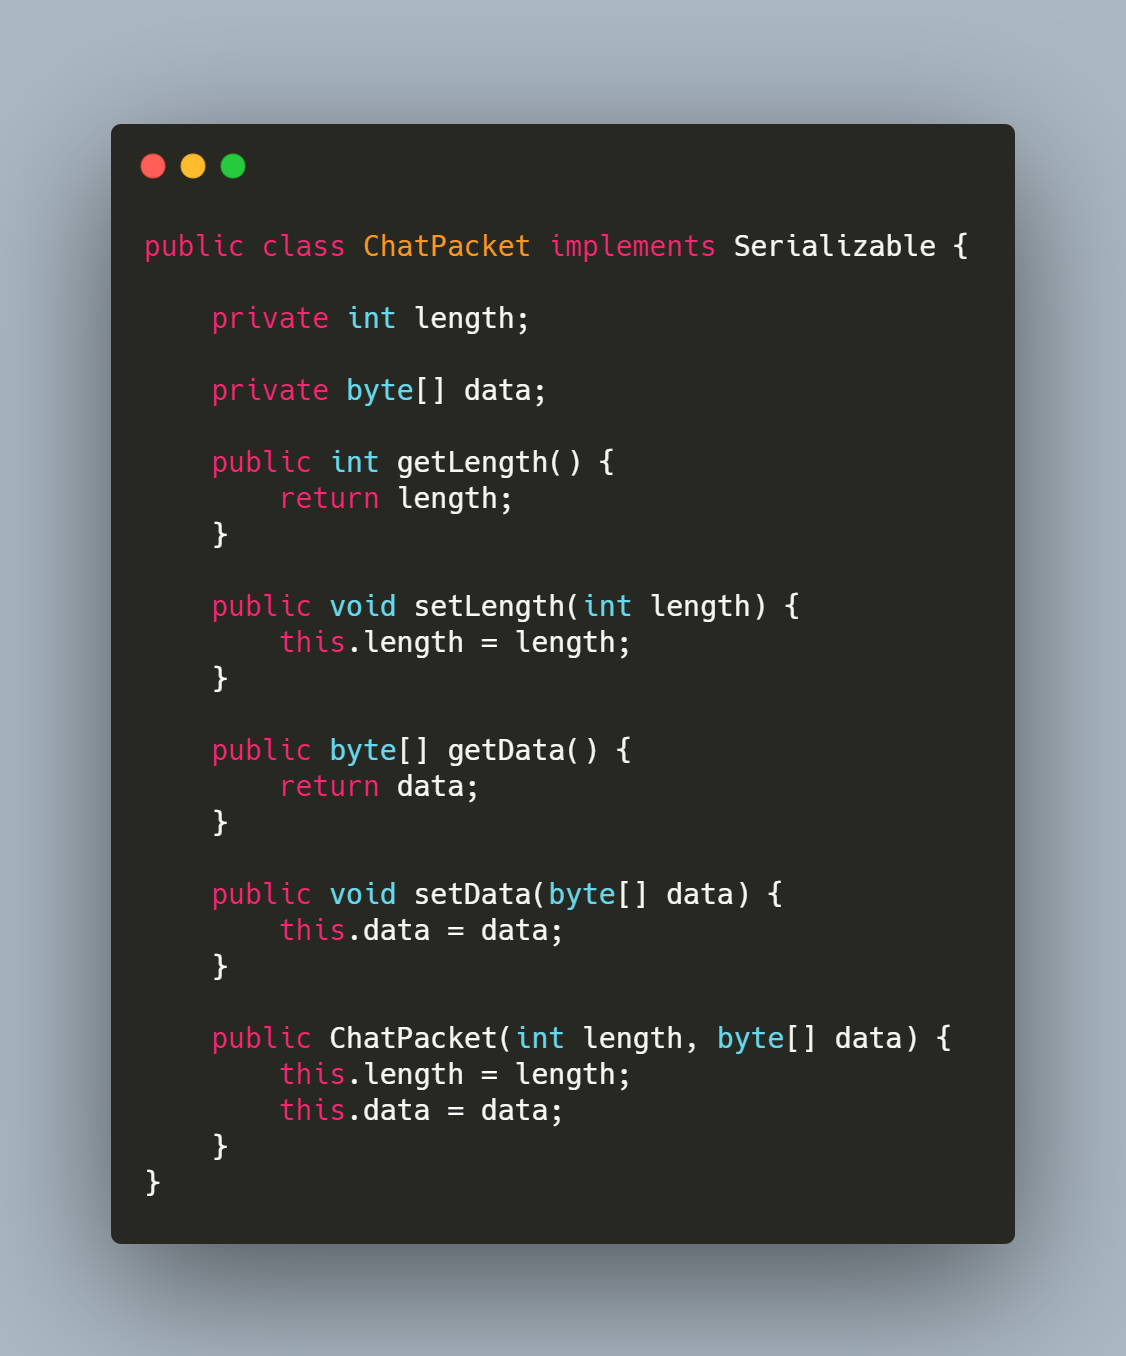 public class ChatPacket implements Serializable {
private int length;
private byte[] data;
public int getLength() {
return length;
}
public void setLength(int length) {
this.length = length;
}
public byte[] getData() {
return data;
}
public void setData(byte[] data) {
this.data = data;
}
public ChatPacket(int length, byte[] data) {
this.length = length;
this.data = data;
}
}